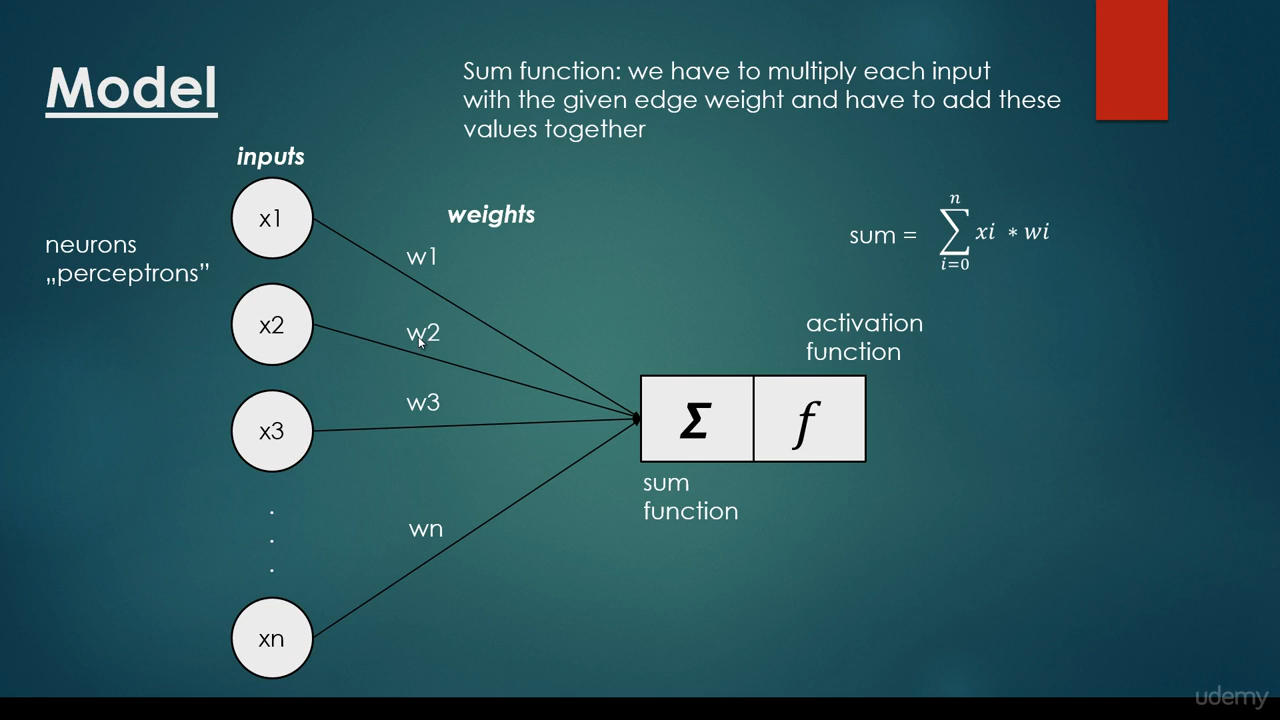 Model
Sum function: we have to multiply each input
with the given edge weight and have to add these
values together
inputs
x1
weights
sum = n ∑ i=0 xi * wi
neurons
„perceptrons”
w1
x2
w2
activation
function
x3
w3
Σ f
sum
function
.
.
.
wn
xn
udemy